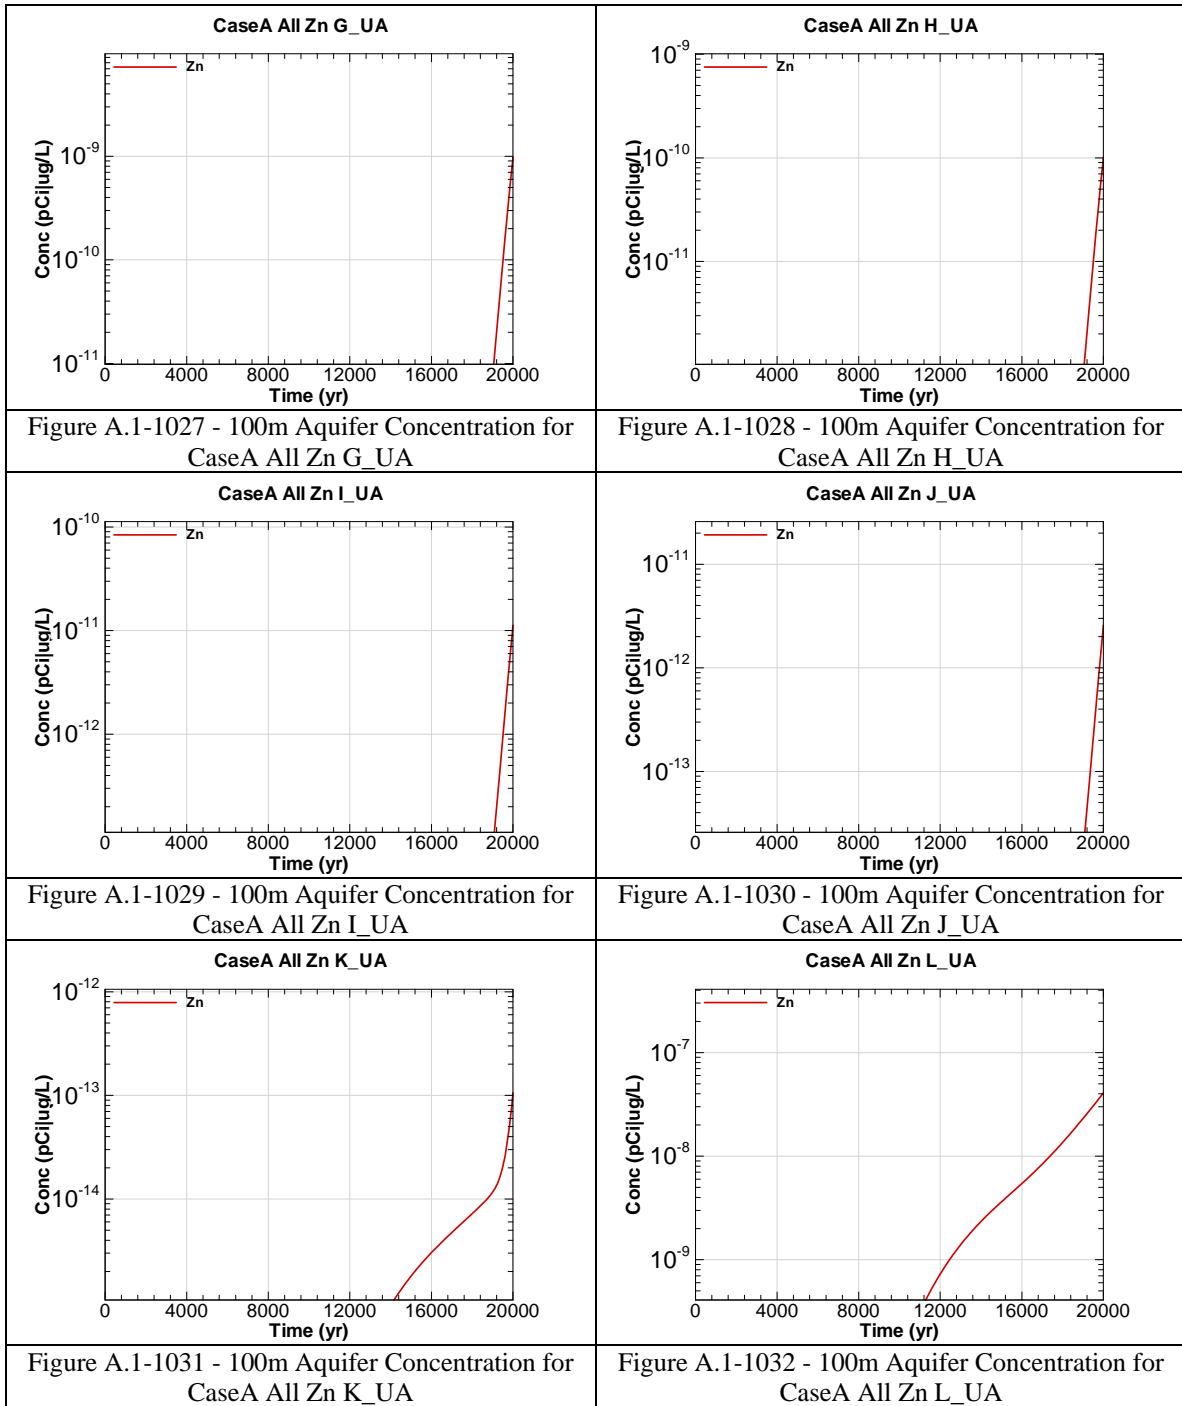 CaseA All Zn G_UA
Zn
Conc (pCi|ug/L)
10-9
10-10
10-11
0 4000 8000 12000 16000 20000
Time (yr)
Figure A.1-1027 - 100m Aquifer Concentration for
CaseA All Zn G_UA
CaseA All Zn H_UA
Zn
Conc (pCi|ug/L)
10-9
10-10
10-11
0 4000 8000 12000 16000 20000
Time (yr)
Figure A.1-1028 - 100m Aquifer Concentration for
CaseA All Zn H_UA
CaseA All Zn I_UA
Zn
Conc (pCi|ug/L)
10-10
10-11
10-12
0 4000 8000 12000 16000 20000
Time (yr)
Figure A.1-1029 - 100m Aquifer Concentration for
CaseA All Zn I_UA
CaseA All Zn J_UA
Zn
Conc (pCi|ug/L)
10-11
10-12
10-13
0 4000 8000 12000 16000 20000
Time (yr)
Figure A.1-1030 - 100m Aquifer Concentration for
CaseA All Zn J_UA
CaseA All Zn K_UA
Zn
Conc (pCi|ug/L)
10-12
10-13
10-14
0 4000 8000 12000 16000 20000
Time (yr)
Figure A.1-1031 - 100m Aquifer Concentration for
CaseA All Zn K_UA
CaseA All Zn L_UA
Zn
Conc (pCi|ug/L)
10-7
10-8
10-9
0 4000 8000 12000 16000 20000
Time (yr)
Figure A.1-1032 - 100m Aquifer Concentration for
CaseA All Zn L_UA